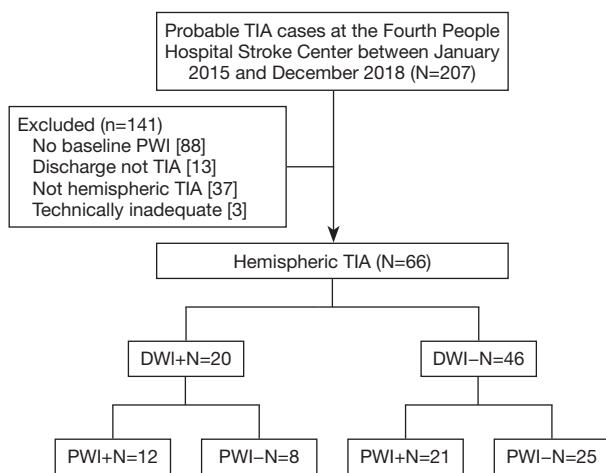 Probable TIA cases at the Fourth People
Hospital Stroke Center between January
2015 and December 2018 (N=207)
Excluded (n=141)
No baseline PWI [88]
Discharge not TIA [13]
Not hemispheric TIA [37]
Technically inadequate [3]
Hemispheric TIA (N=66)
DWI+N=20
DWI−N=46
PWI+N=12
PWI−N=8
PWI+N=21
PWI−N=25